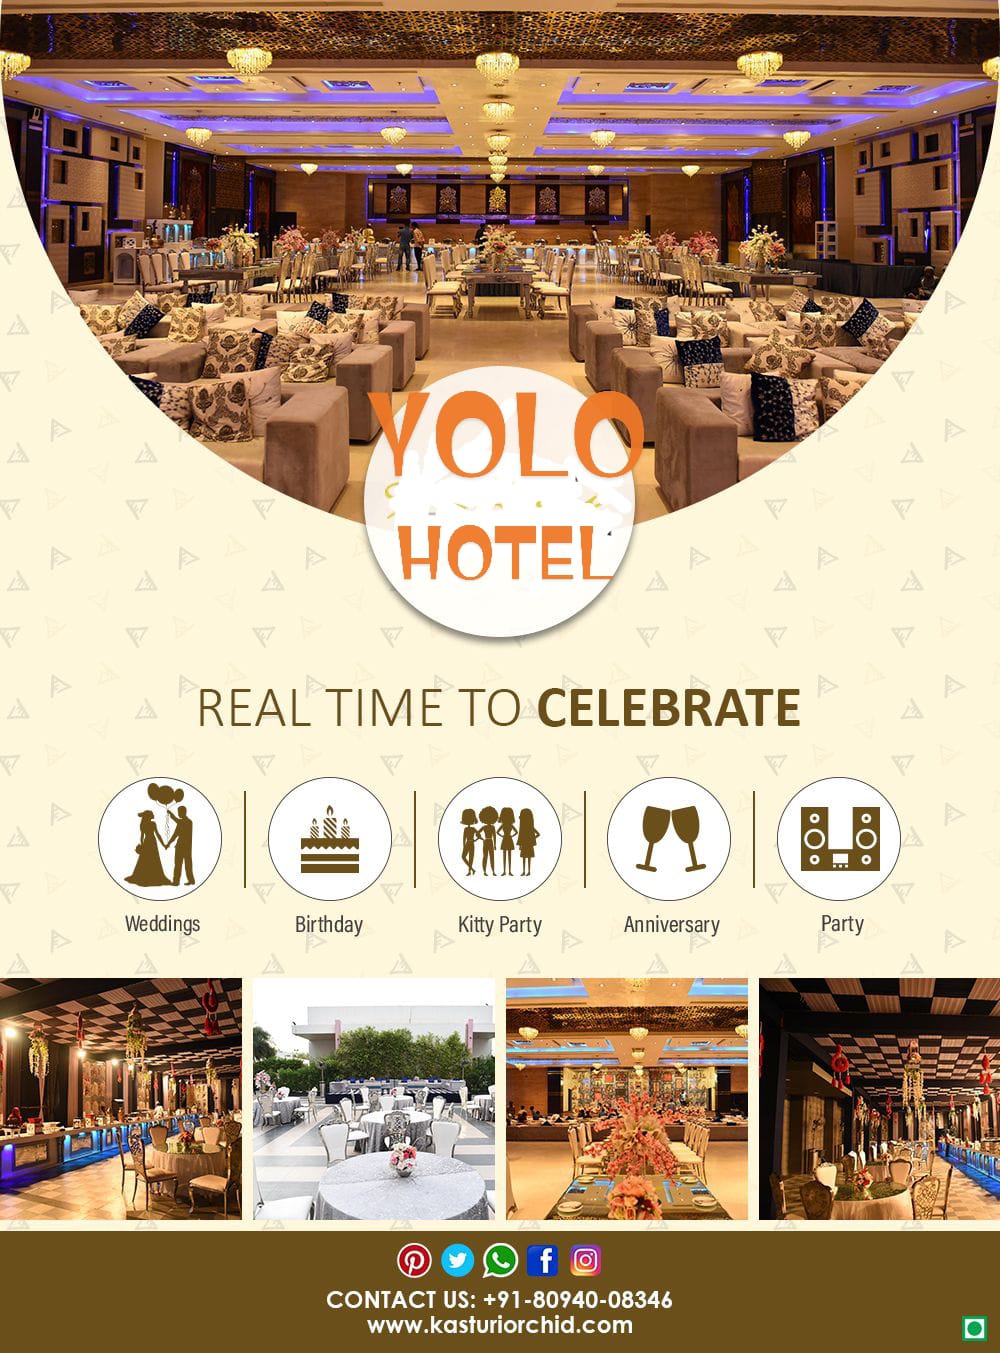 YOLO
HOTEL
REAL TIME TO CELEBRATE
Weddings
Birthday
Kitty Party
Anniversary
Party
CONTACT US: +91-80940-08346
www.kasturiorchid.com